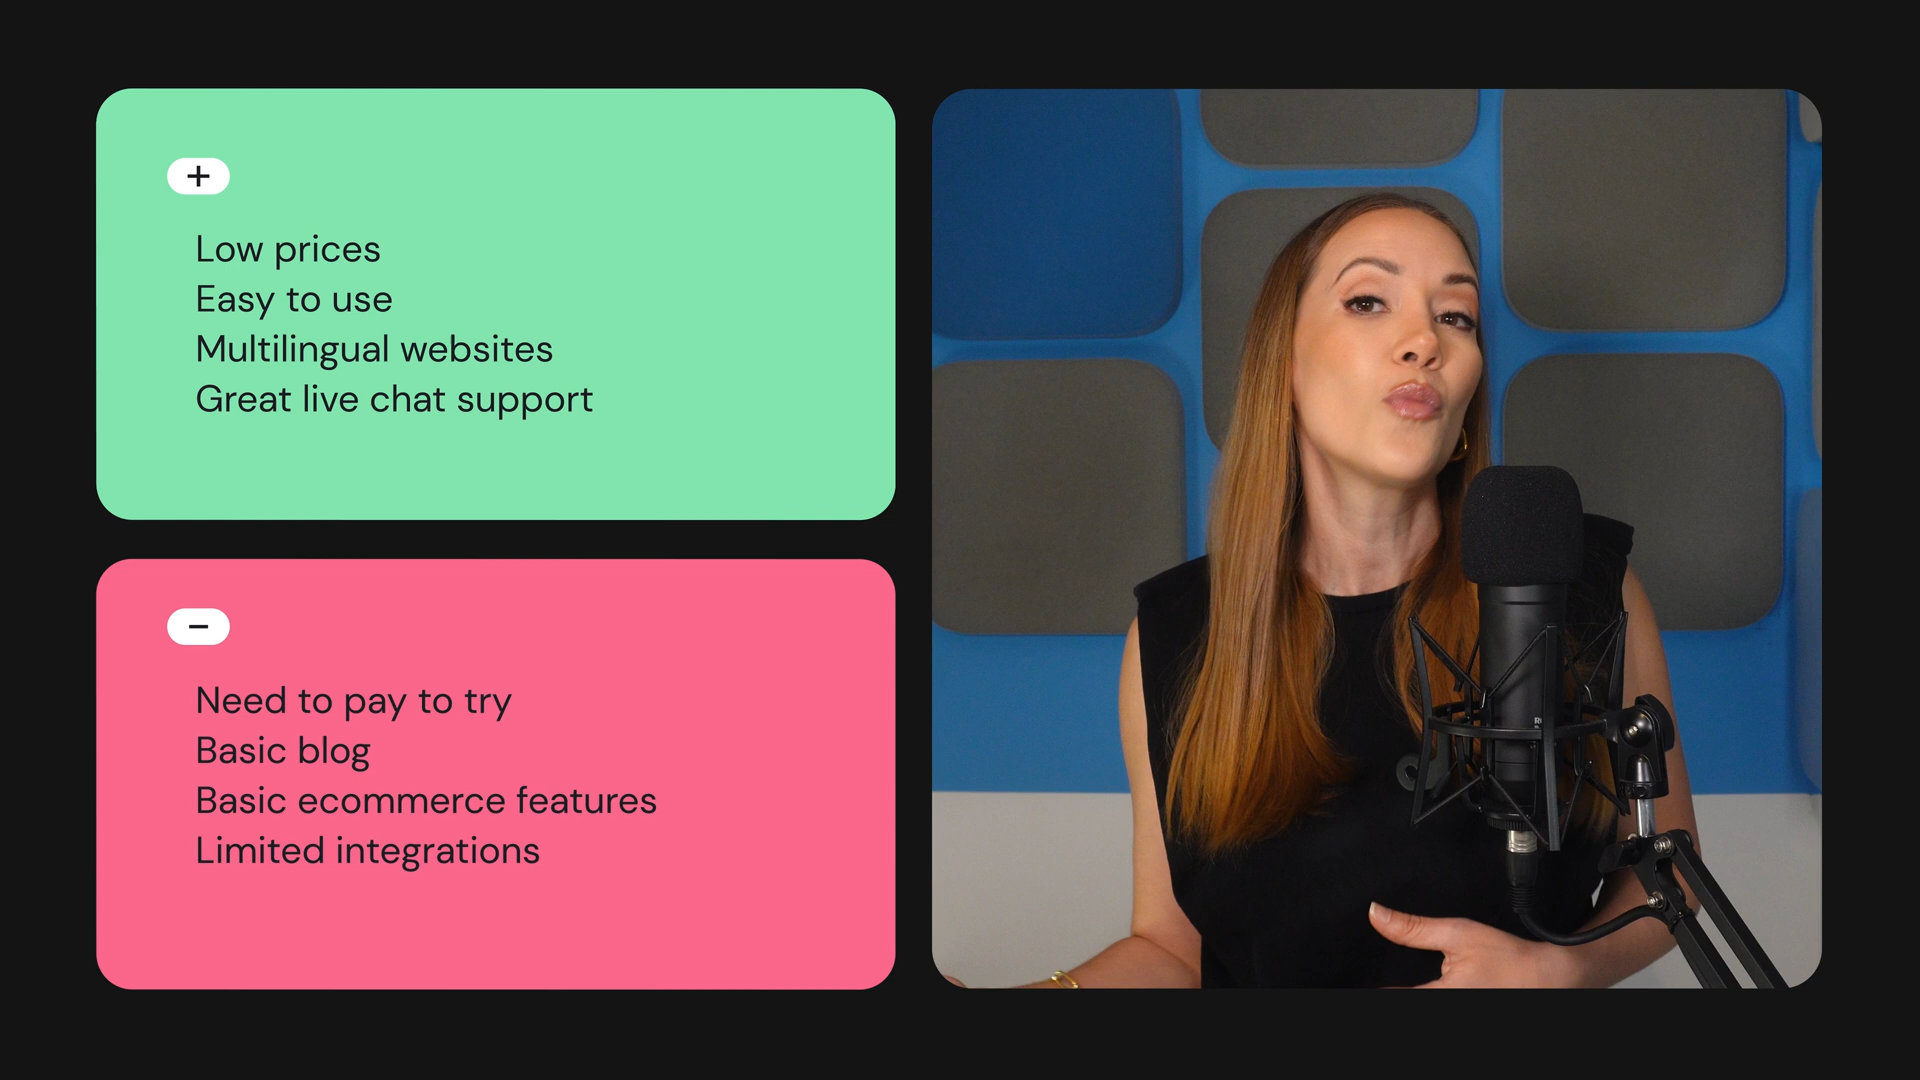 +
Low prices
Easy to use
Multilingual websites
Great live chat support
−
Need to pay to try
Basic blog
Basic ecommerce features
Limited integrations